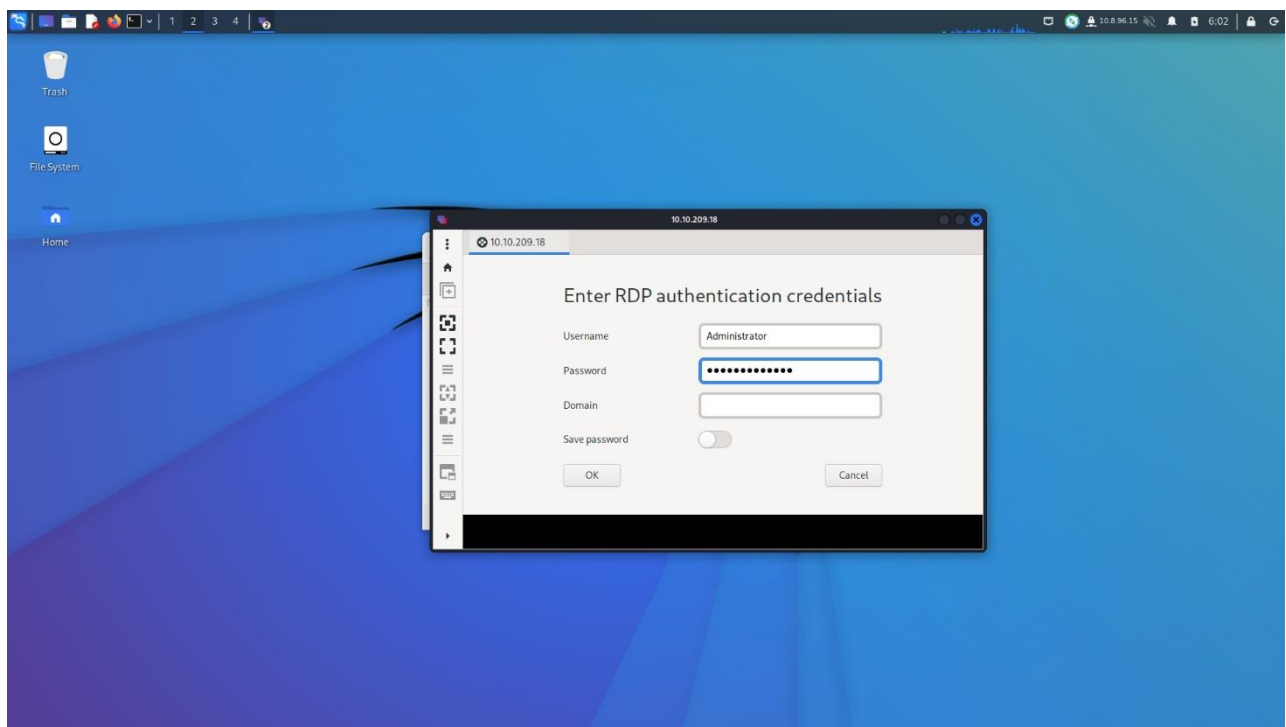 1 2 3 4 10.8.96.15 6:02
Trash
File System
Home
10.10.209.18
10.10.209.18
Enter RDP authentication credentials
Username Administrator
Password •••••••••••••
Domain
Save password
OK Cancel